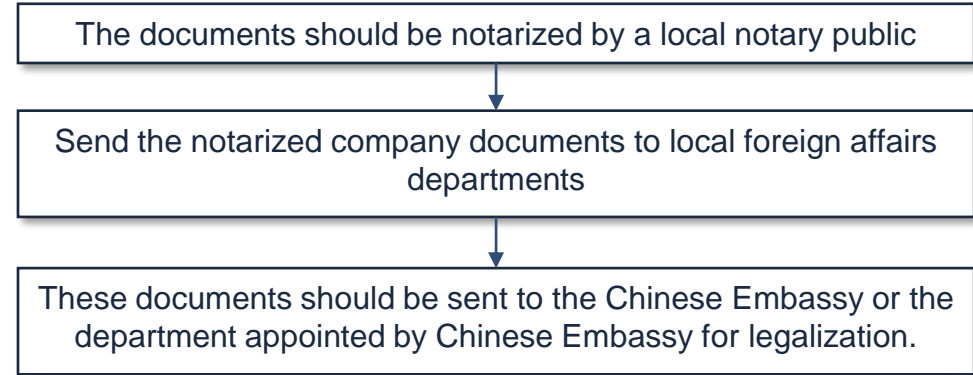 The documents should be notarized by a local notary public
Send the notarized company documents to local foreign affairs
departments
These documents should be sent to the Chinese Embassy or the
department appointed by Chinese Embassy for legalization.